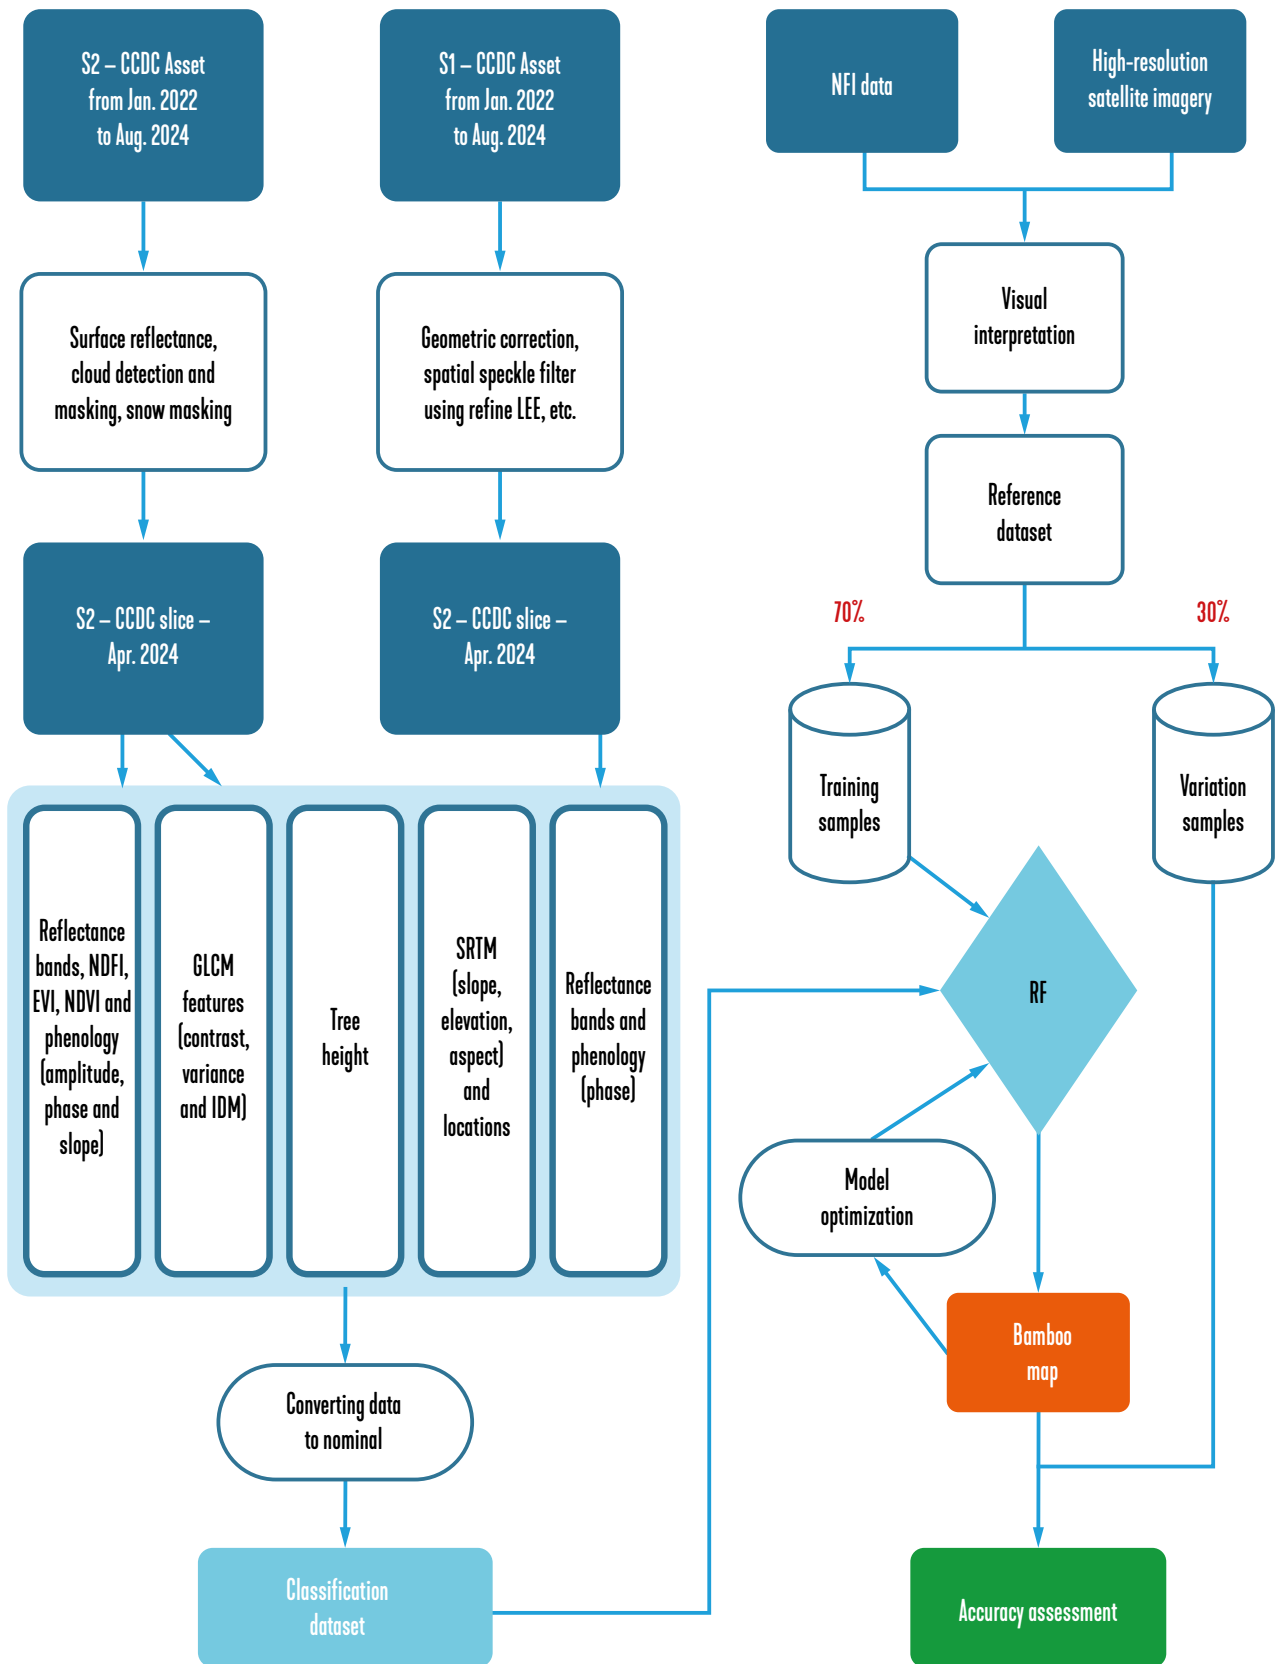 S2 – CCDC Asset
from Jan. 2022
to Aug. 2024
S1 – CCDC Asset
from Jan. 2022
to Aug. 2024
NFI data
High-resolution
satellite imagery
Surface reflectance,
cloud detection and
masking, snow masking
Geometric correction,
spatial speckle filter
using refine LEE, etc.
Visual
interpretation
Reference
dataset
S2 – CCDC slice –
Apr. 2024
S2 – CCDC slice –
Apr. 2024
70%
30%
Training
samples
Variation
samples
Reflectance
bands, NDFI,
EVI, NDVI and
phenology
(amplitude,
phase and
slope)
GLCM
features
(contrast,
variance
and IDM)
Tree
height
SRTM
(slope,
elevation,
aspect)
and
locations
Reflectance
bands and
phenology
(phase)
RF
Model
optimization
Bamboo
map
Converting data
to nominal
Classification
dataset
Accuracy assessment